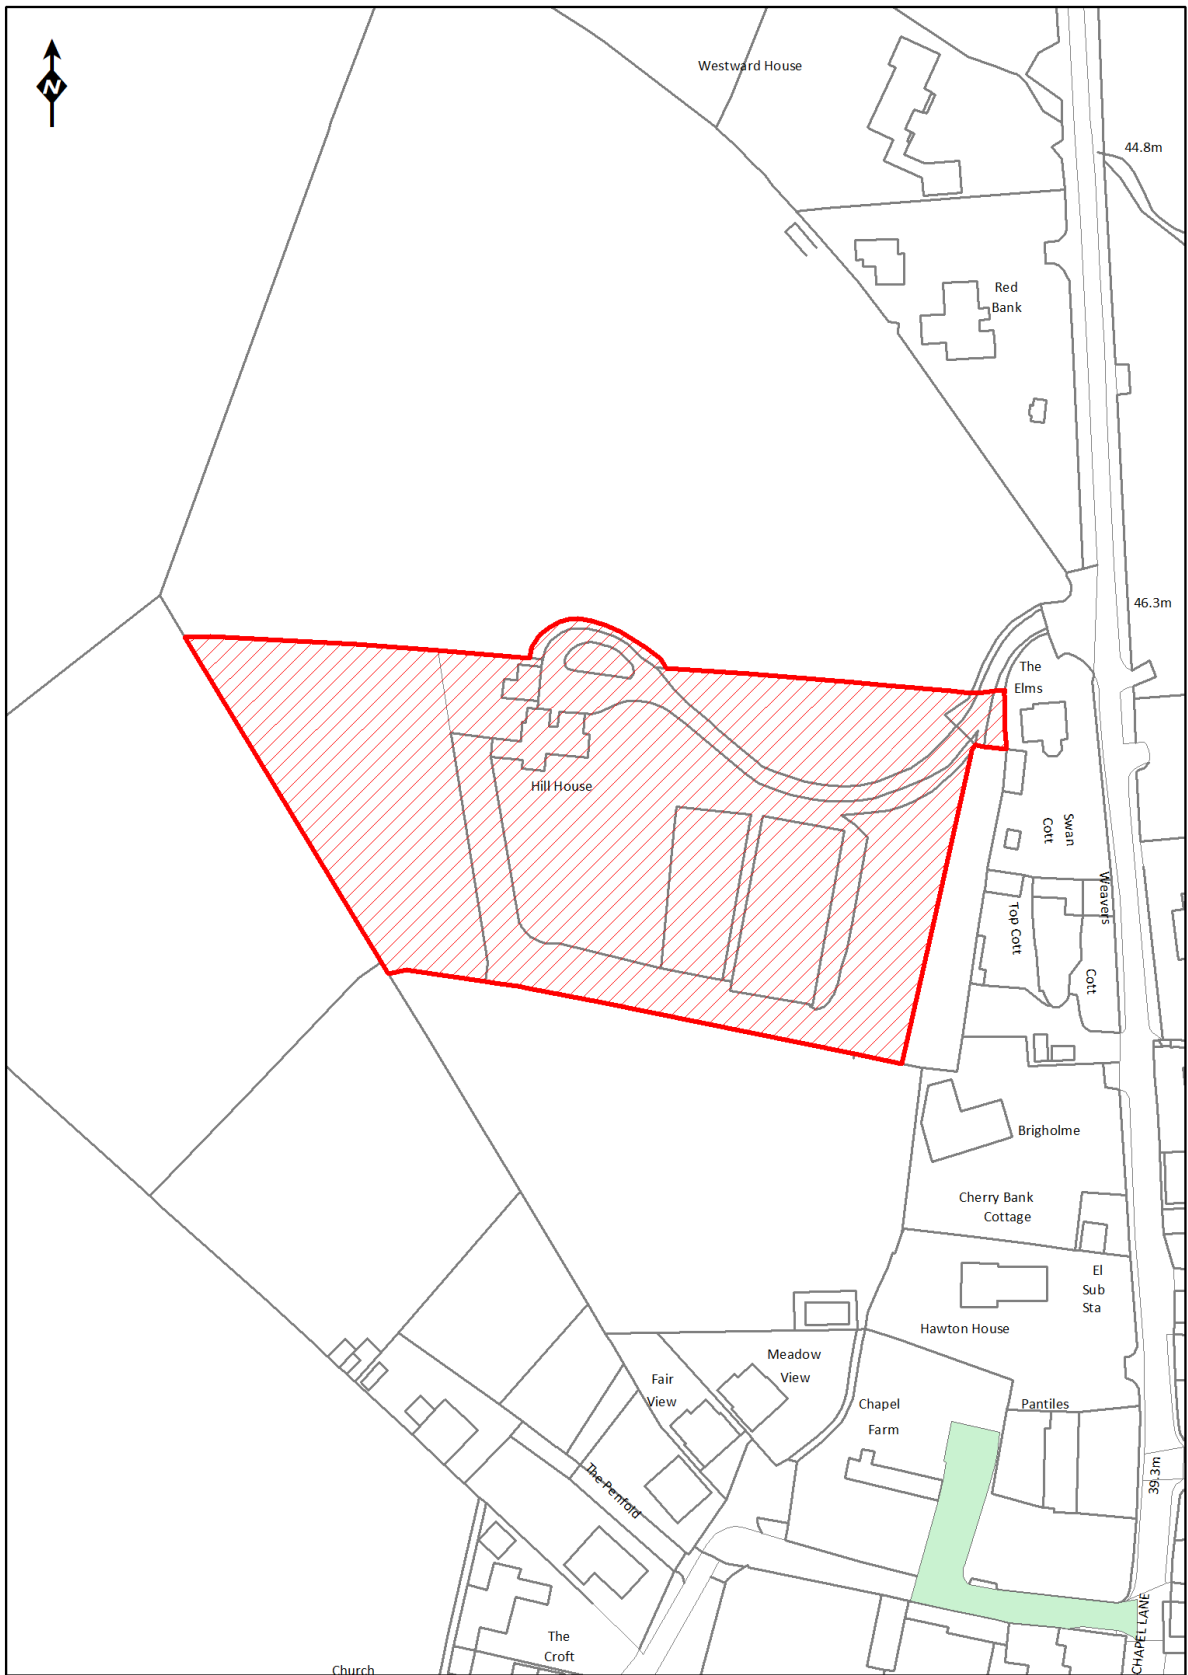 Westward House
N
44.8m
Red
Bank
46.3m
The
Elms
Hill House
Swan
Cott
Weavers
Cott
Top Cott
Brigholme
Cherry Bank
Cottage
El
Sub
Sta
Hawton House
Meadow
View
Fair
View
Chapel
Farm
Pantiles
39.3m
The Penfold
CHAPEL LANE
The
Croft
Church